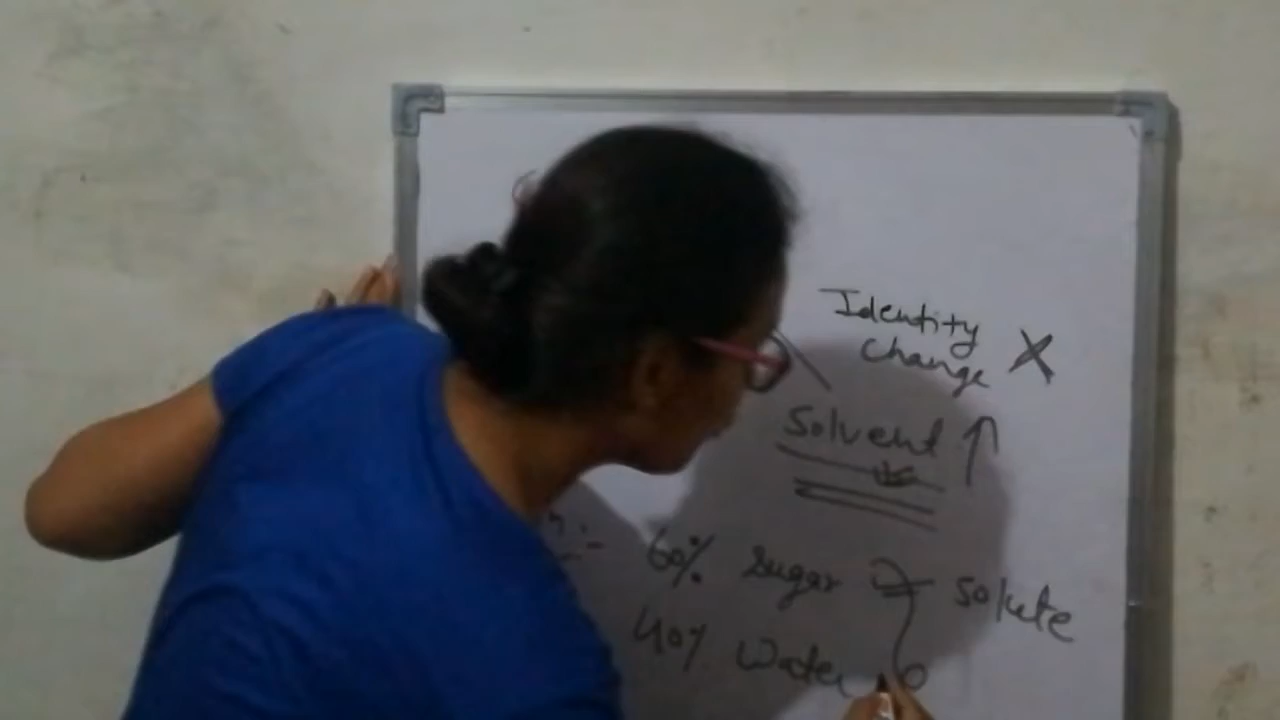 Identity
change X
Solvent ↑
60% sugar → solute
40% Water